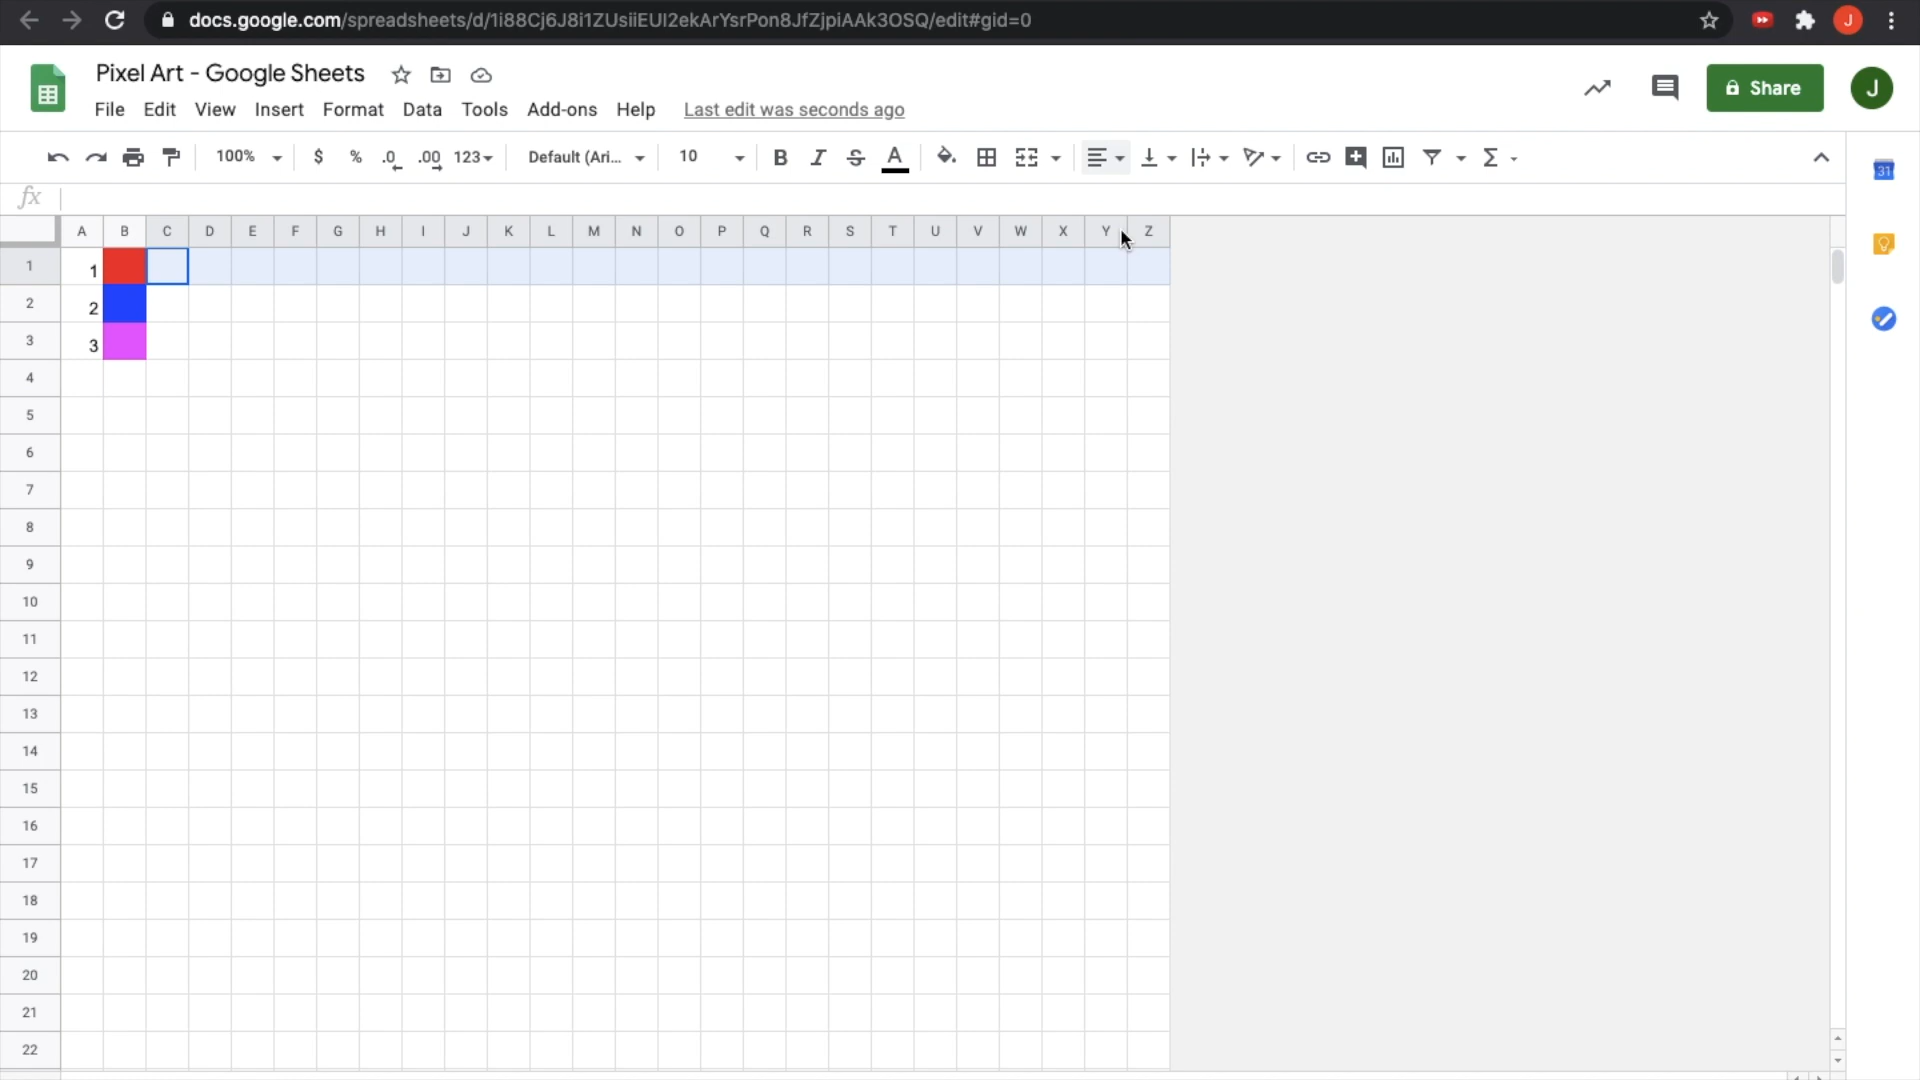 docs.google.com/spreadsheets/d/1i88Cj6J8i1ZUsiiEUI2ekArYsrPon8JfZjpiAAk3OSQ/edit#gid=0
J
Pixel Art - Google Sheets
File Edit View Insert Format Data Tools Add-ons Help Last edit was seconds ago
Share
J
100% $ % .0 .00 123 Default (Ari... 10 B I S A Σ
31
fx
A B C D E F G H I J K L M N O P Q R S T U V W X Y Z
1 1
2 2
3 3
4
5
6
7
8
9
10
11
12
13
14
15
16
17
18
19
20
21
22